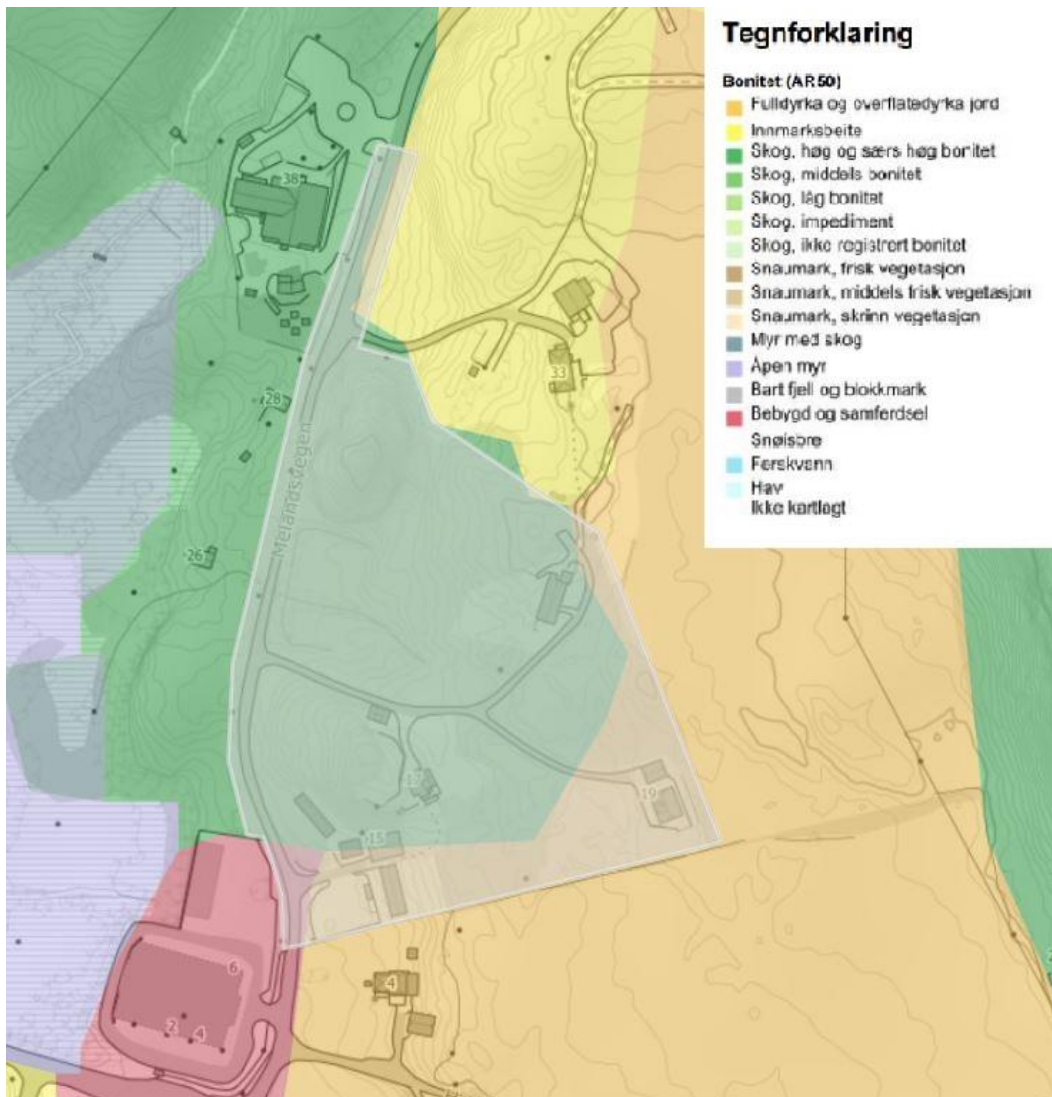 Tegnforklaring
Bonitet (AR50)
Fulldyrka og overflatedyrka jord
Innmarksbeite
Skog, høg og særs høg bonitet
Skog, middels bonitet
Skog, låg bonitet
Skog, impediment
Skog, ikke registrert bonitet
Snaumark, frisk vegetasjon
Snaumark, middels frisk vegetasjon
Snaumark, skrinn vegetasjon
Myr med skog
Åpen myr
Bart fjell og blokkmark
Bebygd og samferdsel
Snøisbre
Ferskvann
Hav
Ikke kartlagt
38
33
28
Melandsvegen
26
17
19
15
6
4
2
4